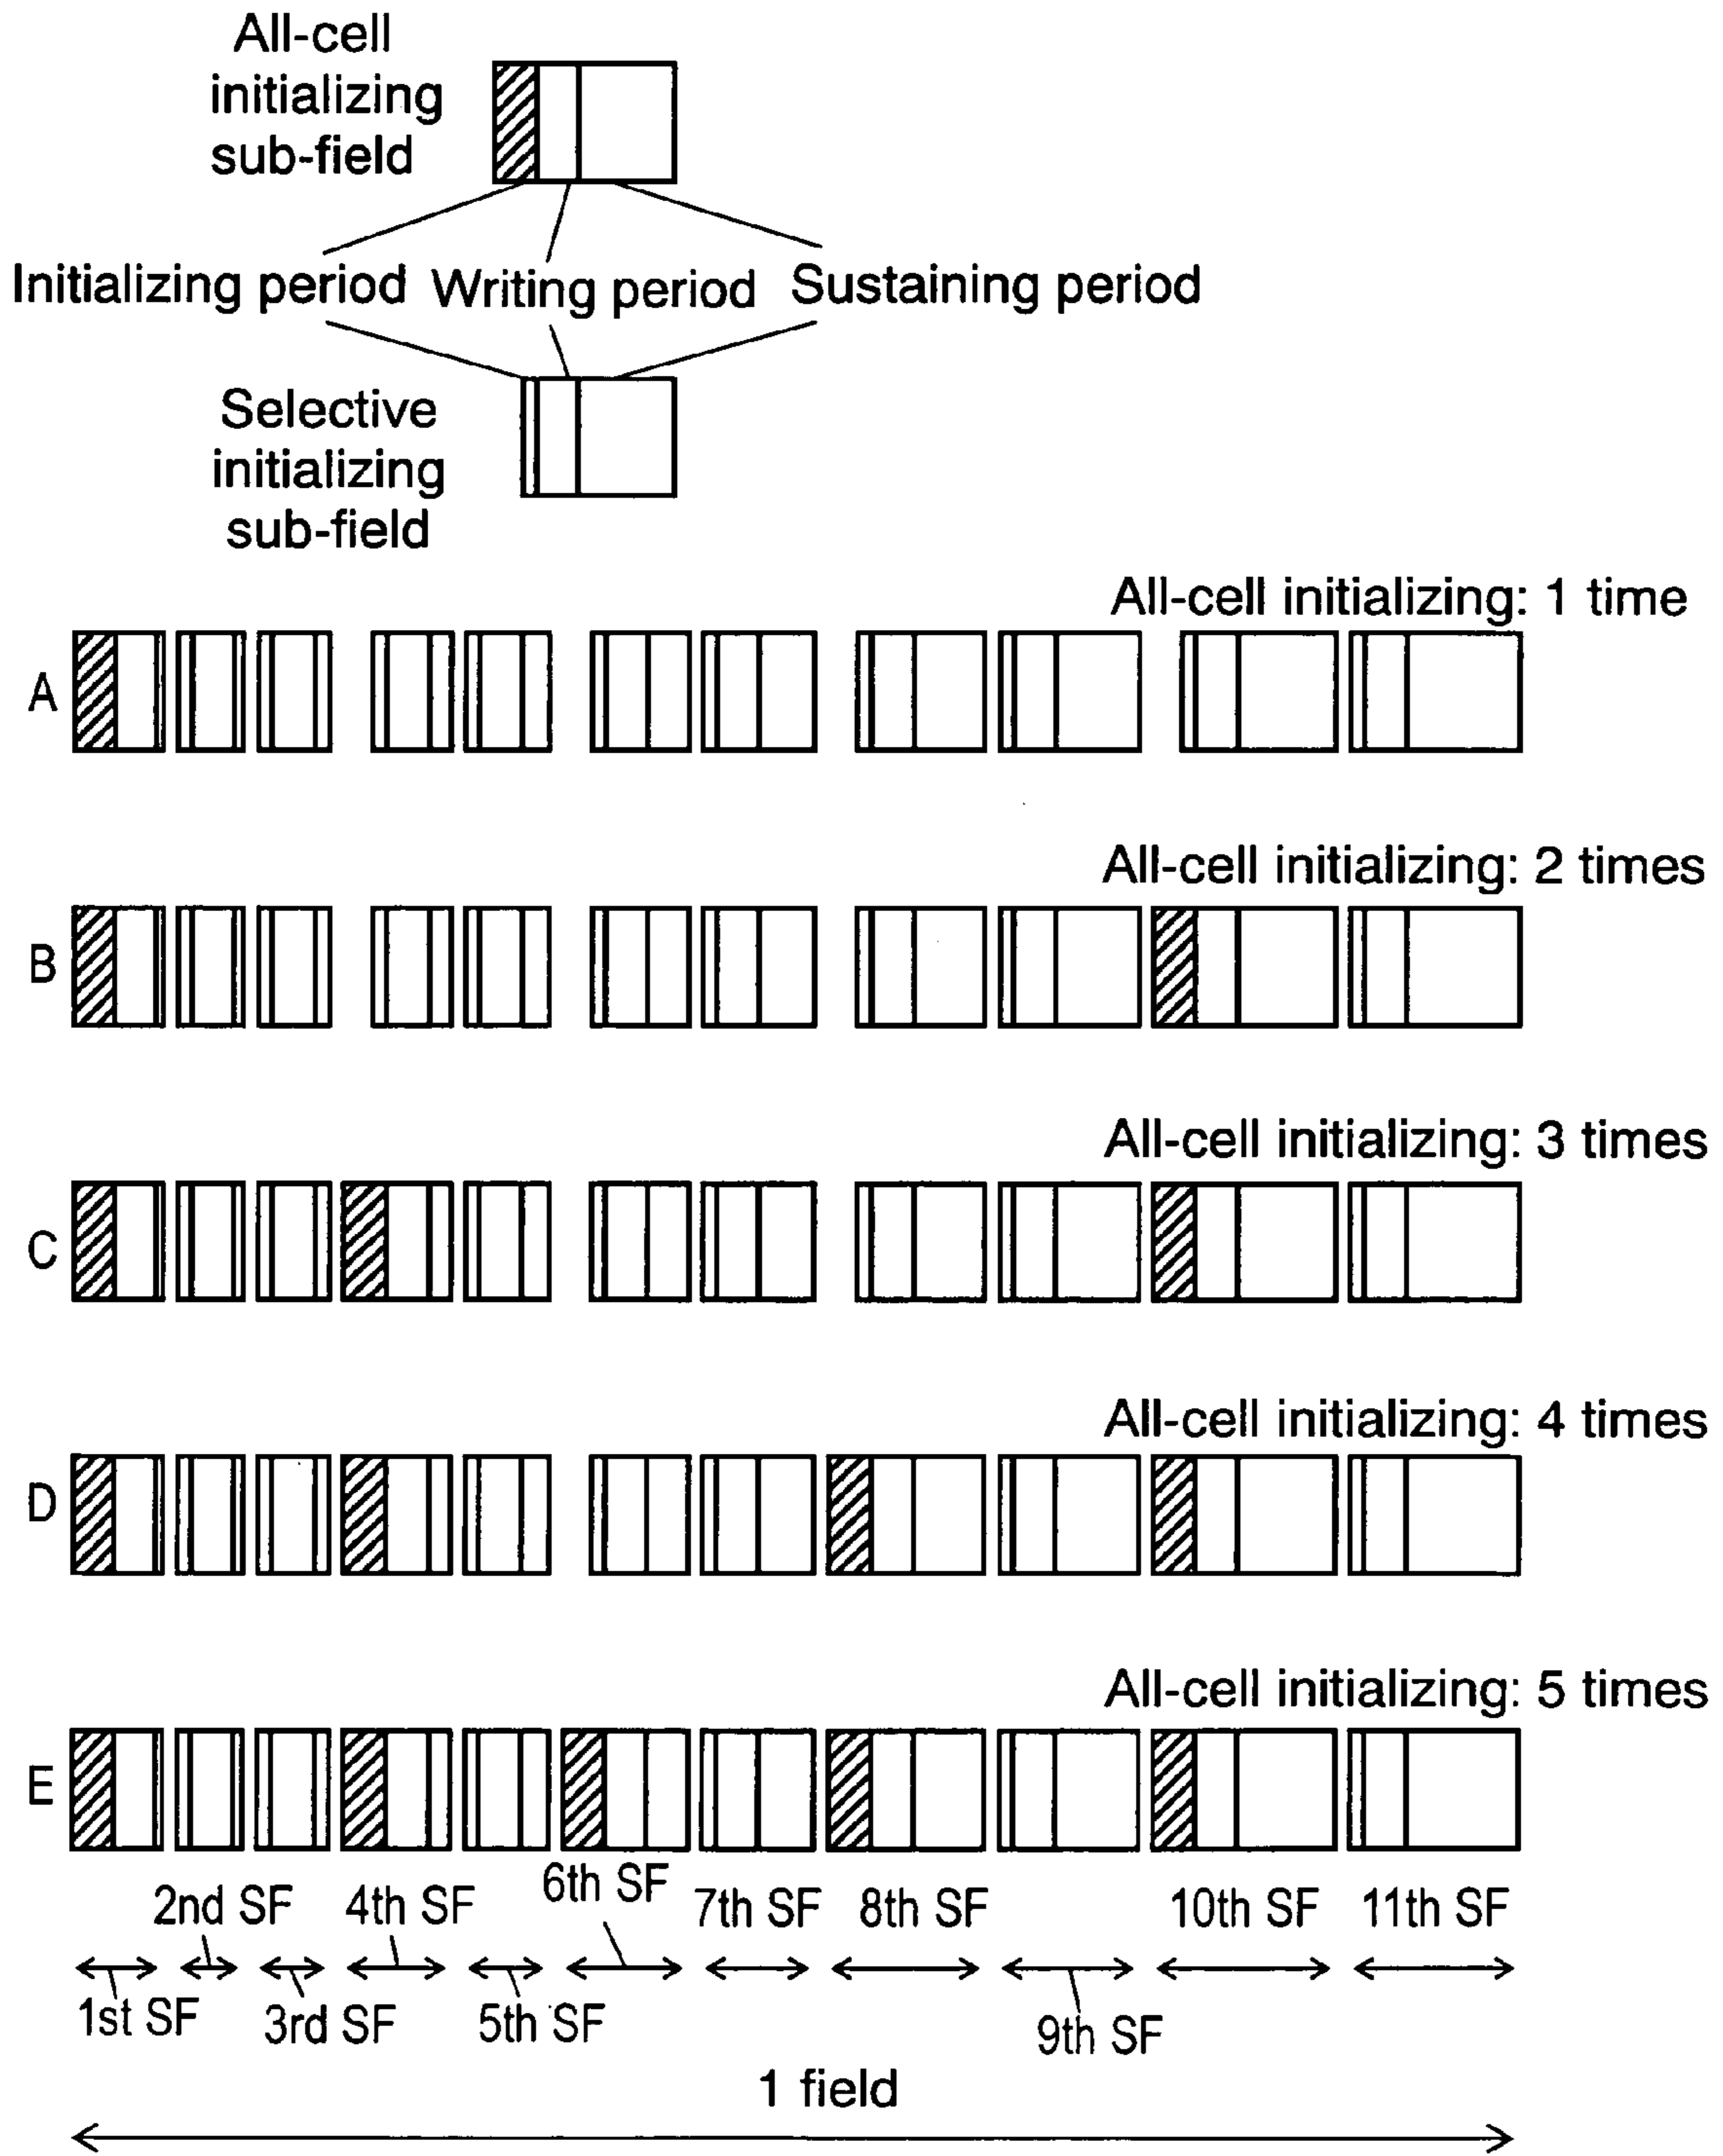 All-cell
initializing
sub-field
Initializing period Writing period Sustaining period
Selective
initializing
sub-field
All-cell initializing: 1 time
A
All-cell initializing: 2 times
B
All-cell initializing: 3 times
C
All-cell initializing: 4 times
D
All-cell initializing: 5 times
E
2nd SF 4th SF 6th SF 7th SF 8th SF 10th SF 11th SF
1st SF 3rd SF 5th SF 9th SF
1 field